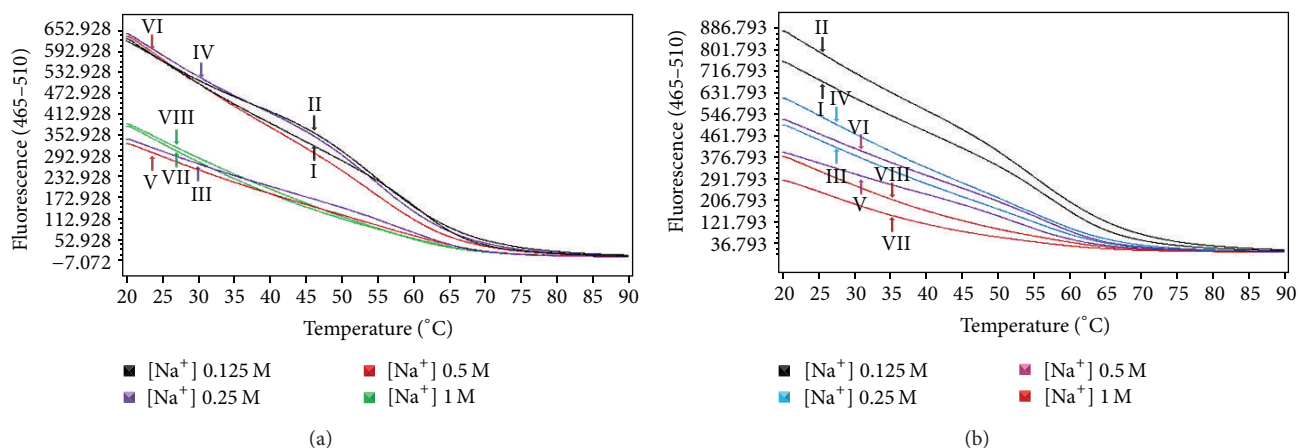 652.928
592.928
532.928
472.928
412.928
352.928
292.928
232.928
172.928
112.928
52.928
−7.072
Fluorescence (465–510)
VI
IV
II
VIII
I
V
VII
III
20 25 30 35 40 45 50 55 60 65 70 75 80 85 90
Temperature (˚C)
[Na+] 0.125 M
[Na+] 0.5 M
[Na+] 0.25 M
[Na+] 1 M
(a)
886.793
801.793
716.793
631.793
546.793
461.793
376.793
291.793
206.793
121.793
36.793
Fluorescence (465–510)
II
I
IV
VI
III
VIII
V
VII
20 25 30 35 40 45 50 55 60 65 70 75 80 85 90
Temperature (˚C)
[Na+] 0.125 M
[Na+] 0.5 M
[Na+] 0.25 M
[Na+] 1 M
(b)